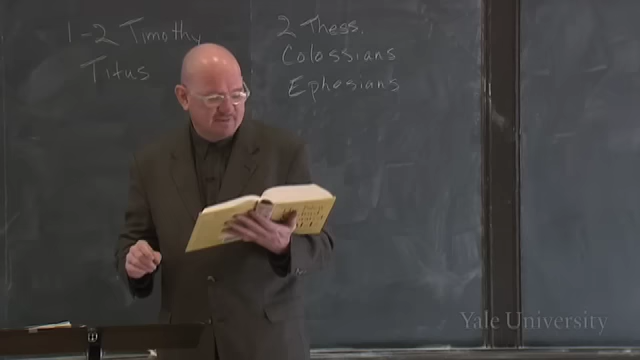 1-2 Timothy
Titus
2 Thess.
Colossians
Ephesians
Yale University